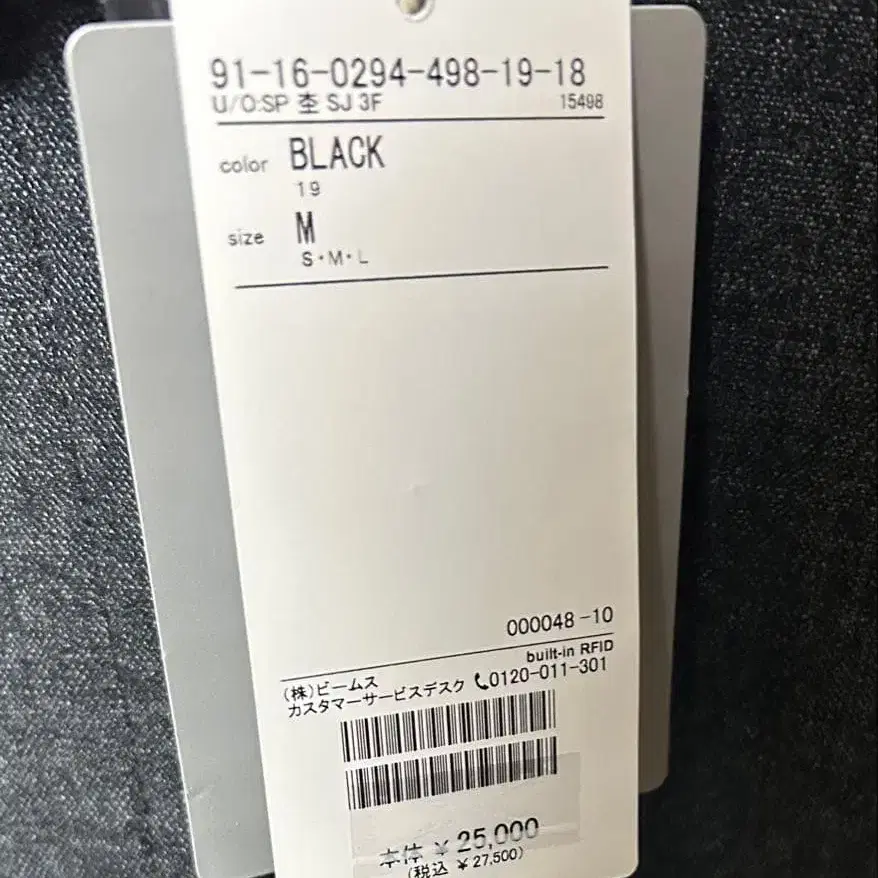 91-16-0294-498-19-18
U/O:SP 杢 SJ 3F 15498
color BLACK
19
size M
S・M・L
000048-10
built-in RFID
(株)ビームス
カスタマーサービスデスク 0120-011-301
本体 ¥25,000
(税込 ¥27,500)